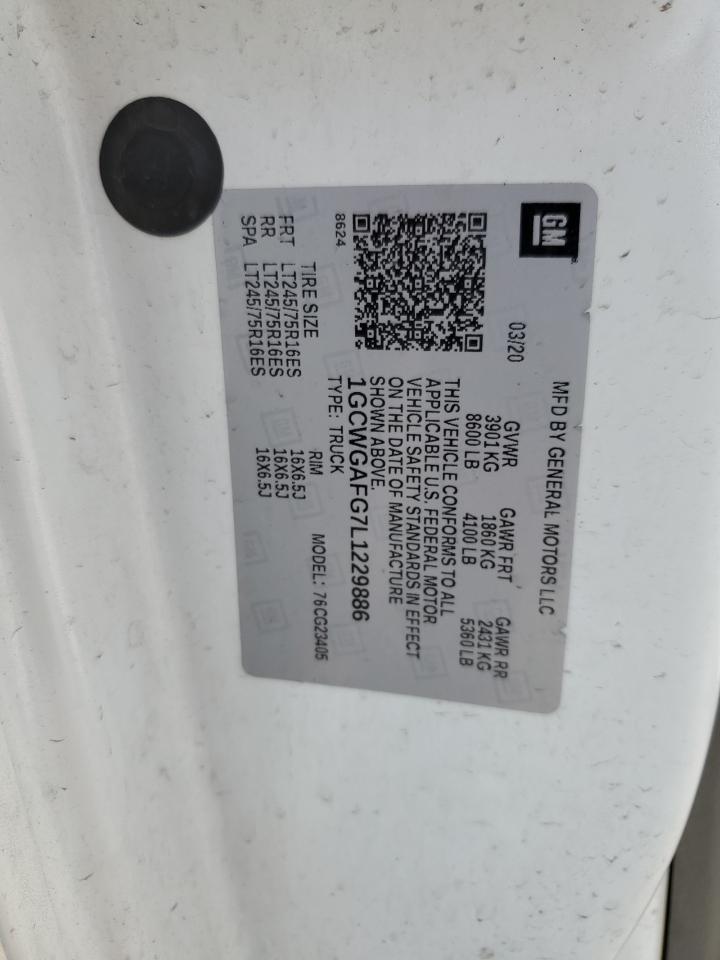 GM
MFD BY GENERAL MOTORS LLC
03/20
GVWR GAWR FRT GAWR RR
3901 KG 1860 KG 2431 KG
8600 LB 4100 LB 5360 LB
THIS VEHICLE CONFORMS TO ALL
APPLICABLE U.S. FEDERAL MOTOR
VEHICLE SAFETY STANDARDS IN EFFECT
ON THE DATE OF MANUFACTURE
SHOWN ABOVE.
8624
1GCWGAFG7L1229886
TYPE: TRUCK MODEL: 76CG23405
TIRE SIZE RIM
FRT LT245/75R16ES 16X6.5J
RR LT245/75R16ES 16X6.5J
SPA LT245/75R16ES 16X6.5J